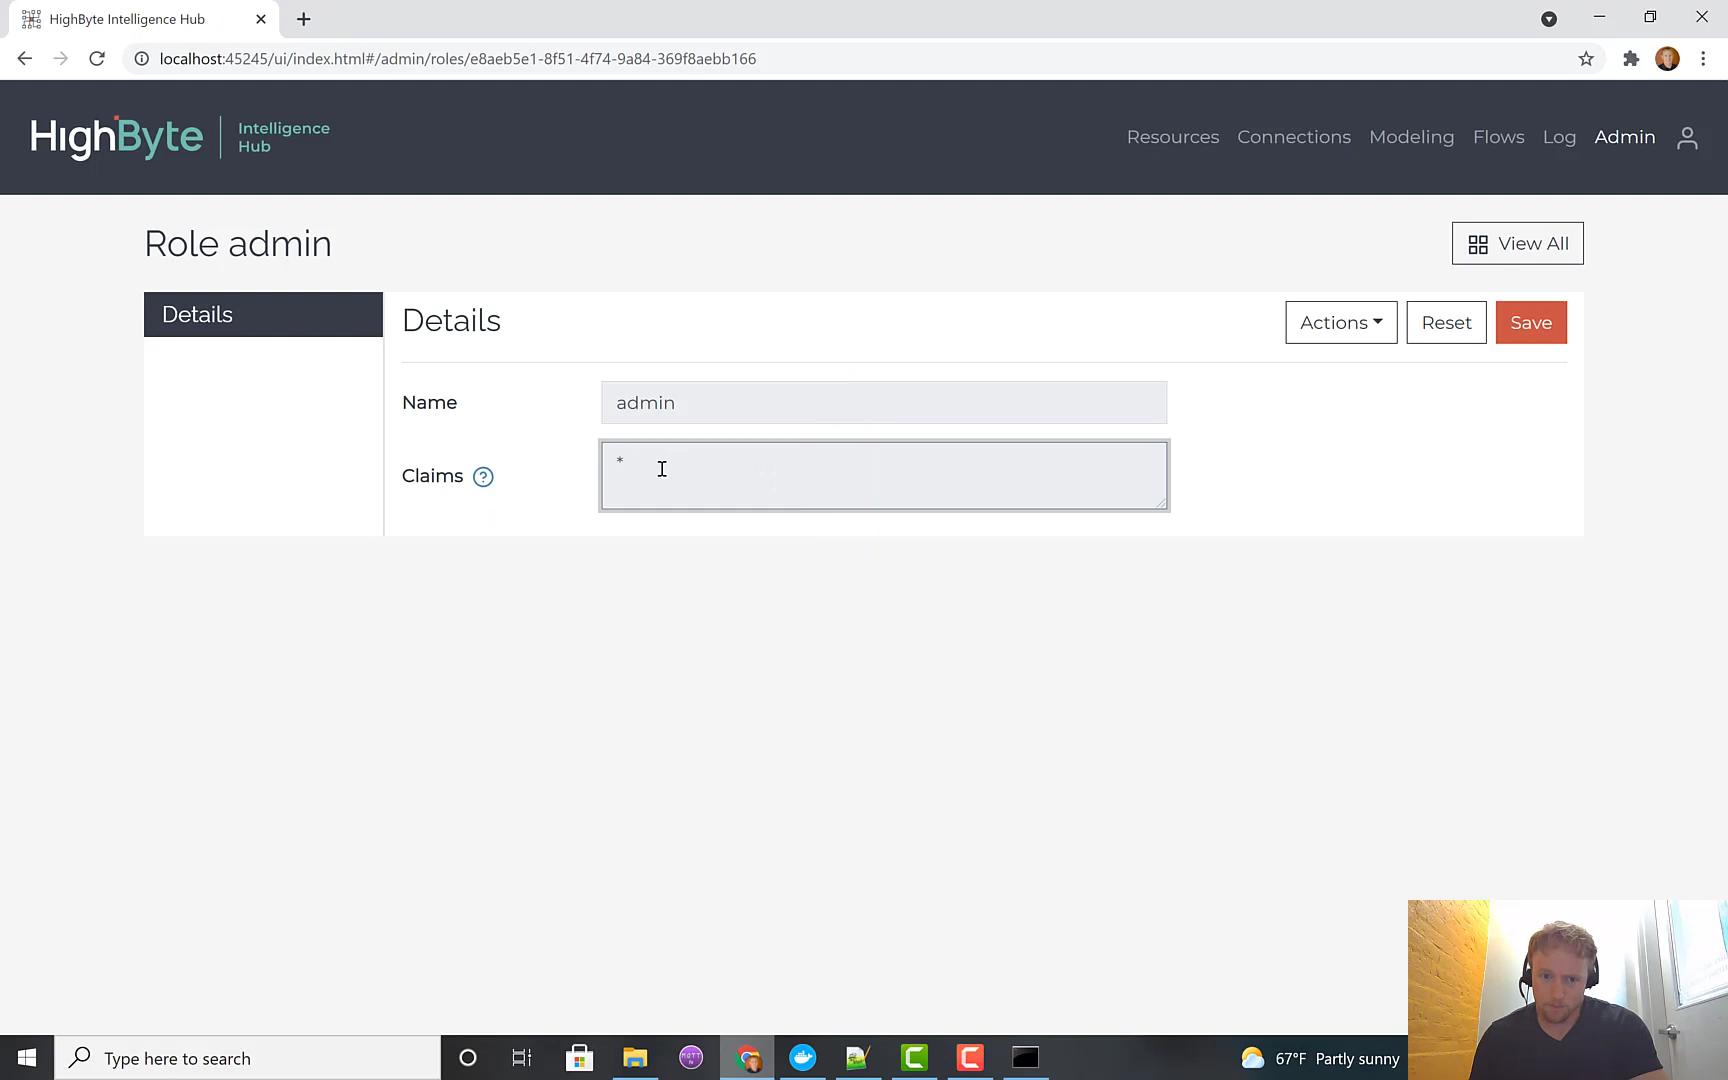 HighByte Intelligence Hub
localhost:45245/ui/index.html#/admin/roles/e8aeb5e1-8f51-4f74-9a84-369f8aebb166
HighByte
Intelligence
Hub
Resources Connections Modeling Flows Log Admin
Role admin
View All
Details
Details
Actions Reset Save
Name
admin
Claims ?
*
Type here to search
67°F Partly sunny